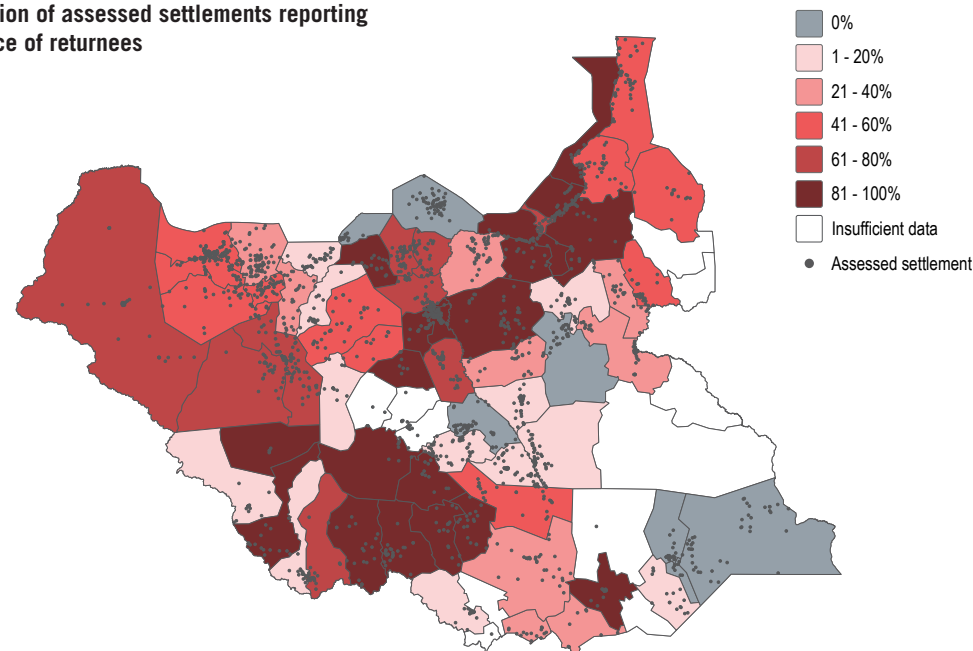 ion of assessed settlements reporting
ce of returnees
0%
1 - 20%
21 - 40%
41 - 60%
61 - 80%
81 - 100%
Insufficient data
Assessed settlement